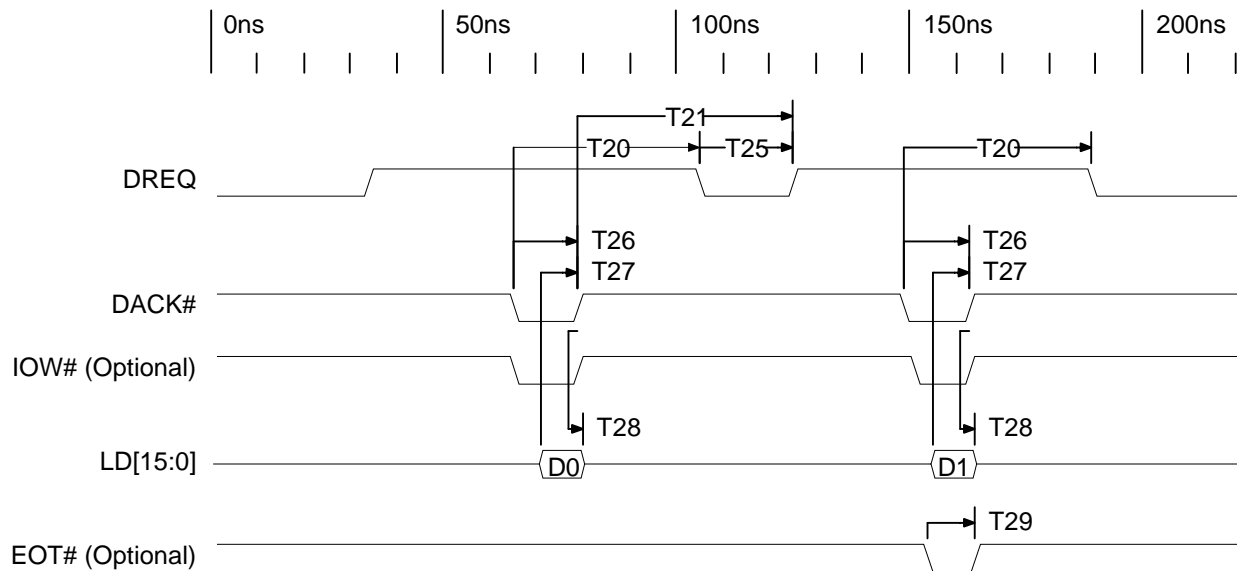 0ns 50ns 100ns 150ns 200ns
T21
T20 T25 T20
DREQ
T26 T26
T27 T27
DACK#
IOW# (Optional)
T28 T28
LD[15:0] D0 D1
T29
EOT# (Optional)